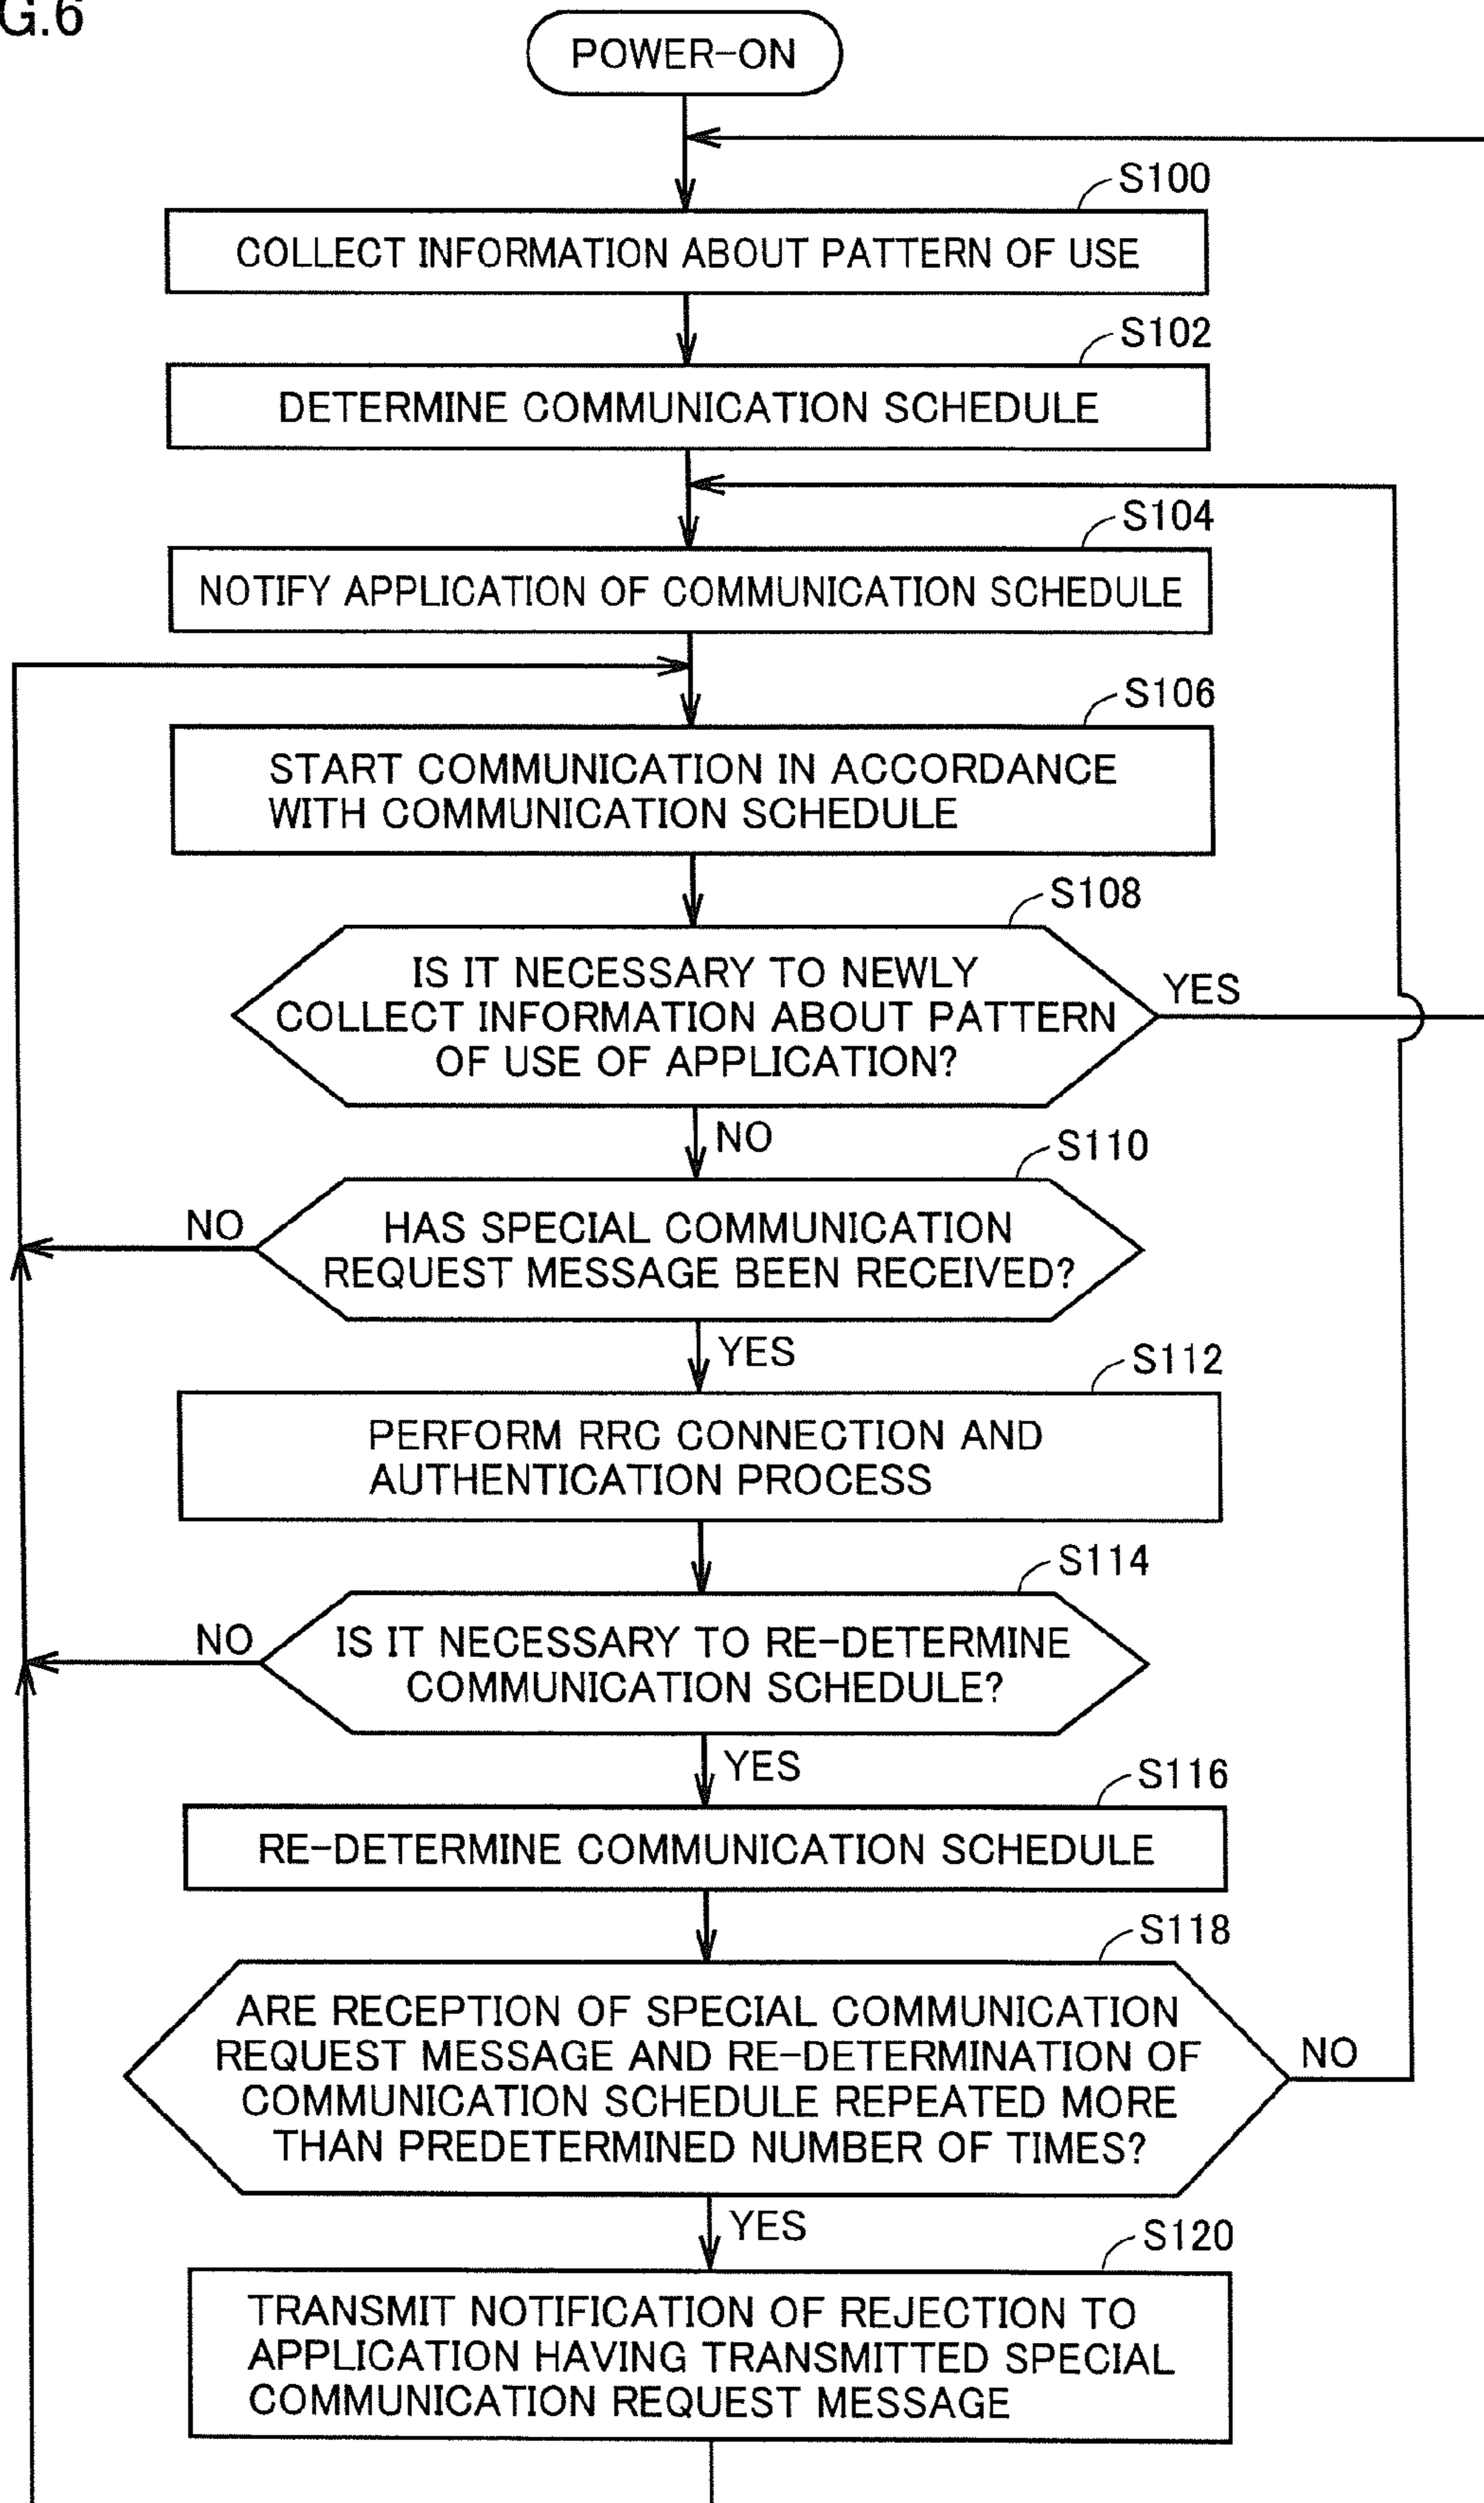 G.6
POWER-ON
S100
COLLECT INFORMATION ABOUT PATTERN OF USE
S102
DETERMINE COMMUNICATION SCHEDULE
S104
NOTIFY APPLICATION OF COMMUNICATION SCHEDULE
S106
START COMMUNICATION IN ACCORDANCE
WITH COMMUNICATION SCHEDULE
S108
IS IT NECESSARY TO NEWLY
COLLECT INFORMATION ABOUT PATTERN
OF USE OF APPLICATION?
YES
NO
S110
HAS SPECIAL COMMUNICATION
REQUEST MESSAGE BEEN RECEIVED?
NO
YES
S112
PERFORM RRC CONNECTION AND
AUTHENTICATION PROCESS
S114
IS IT NECESSARY TO RE-DETERMINE
COMMUNICATION SCHEDULE?
NO
YES
S116
RE-DETERMINE COMMUNICATION SCHEDULE
S118
ARE RECEPTION OF SPECIAL COMMUNICATION
REQUEST MESSAGE AND RE-DETERMINATION OF
COMMUNICATION SCHEDULE REPEATED MORE
THAN PREDETERMINED NUMBER OF TIMES?
NO
YES
S120
TRANSMIT NOTIFICATION OF REJECTION TO
APPLICATION HAVING TRANSMITTED SPECIAL
COMMUNICATION REQUEST MESSAGE